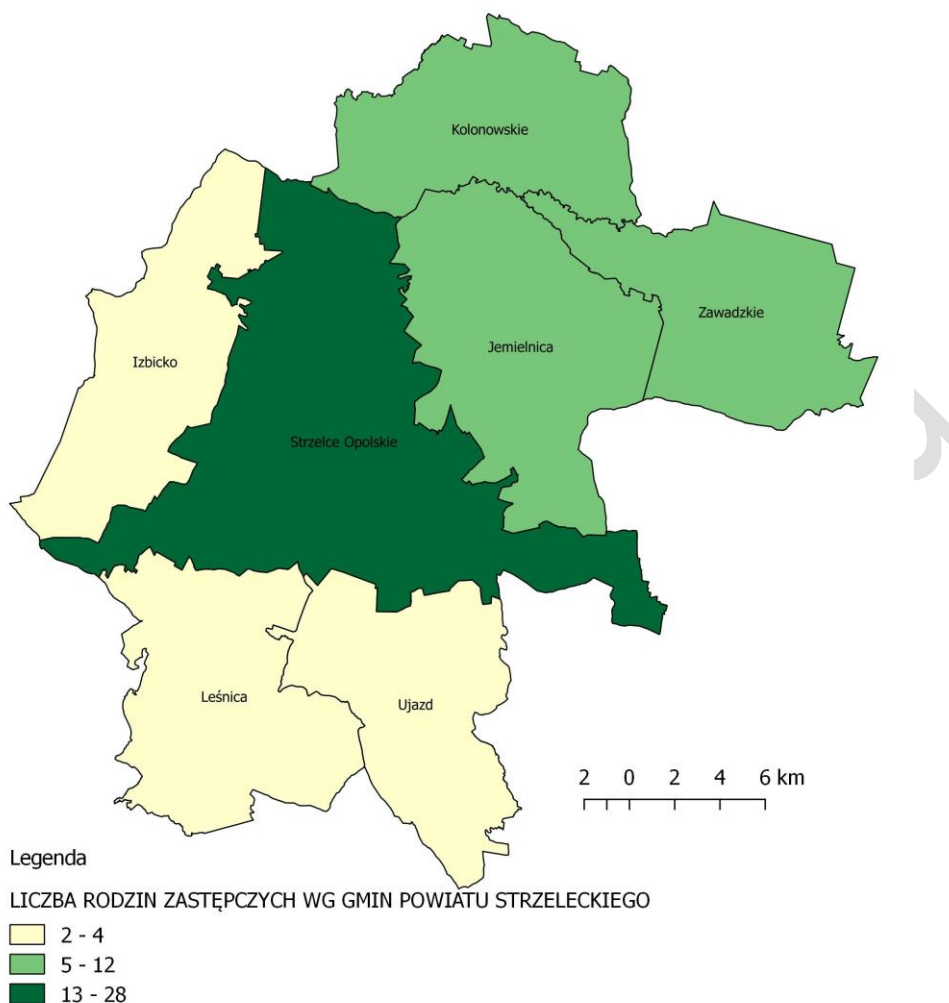 Kolonowskie
Zawadzkie
Jemielnica
Izbicko
Strzelce Opolskie
Leśnica
Ujazd
2 0 2 4 6 km
Legenda
LICZBA RODZIN ZASTĘPCZYCH WG GMIN POWIATU STRZELECKIEGO
2 - 4
5 - 12
13 - 28